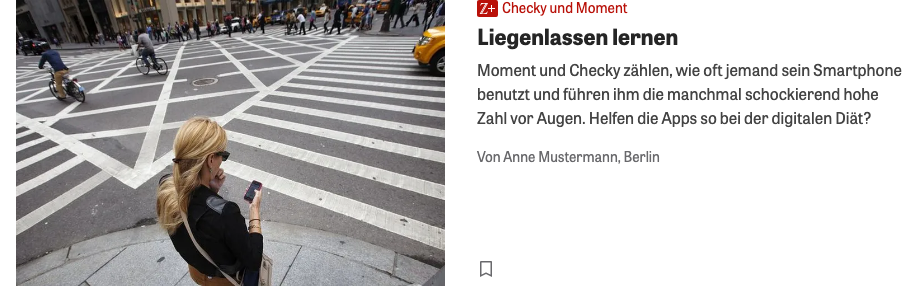 Z+ Checky und Moment
Liegenlassen lernen
Moment und Checky zählen, wie oft jemand sein Smartphone
benutzt und führen ihm die manchmal schockierend hohe
Zahl vor Augen. Helfen die Apps so bei der digitalen Diät?
Von Anne Mustermann, Berlin